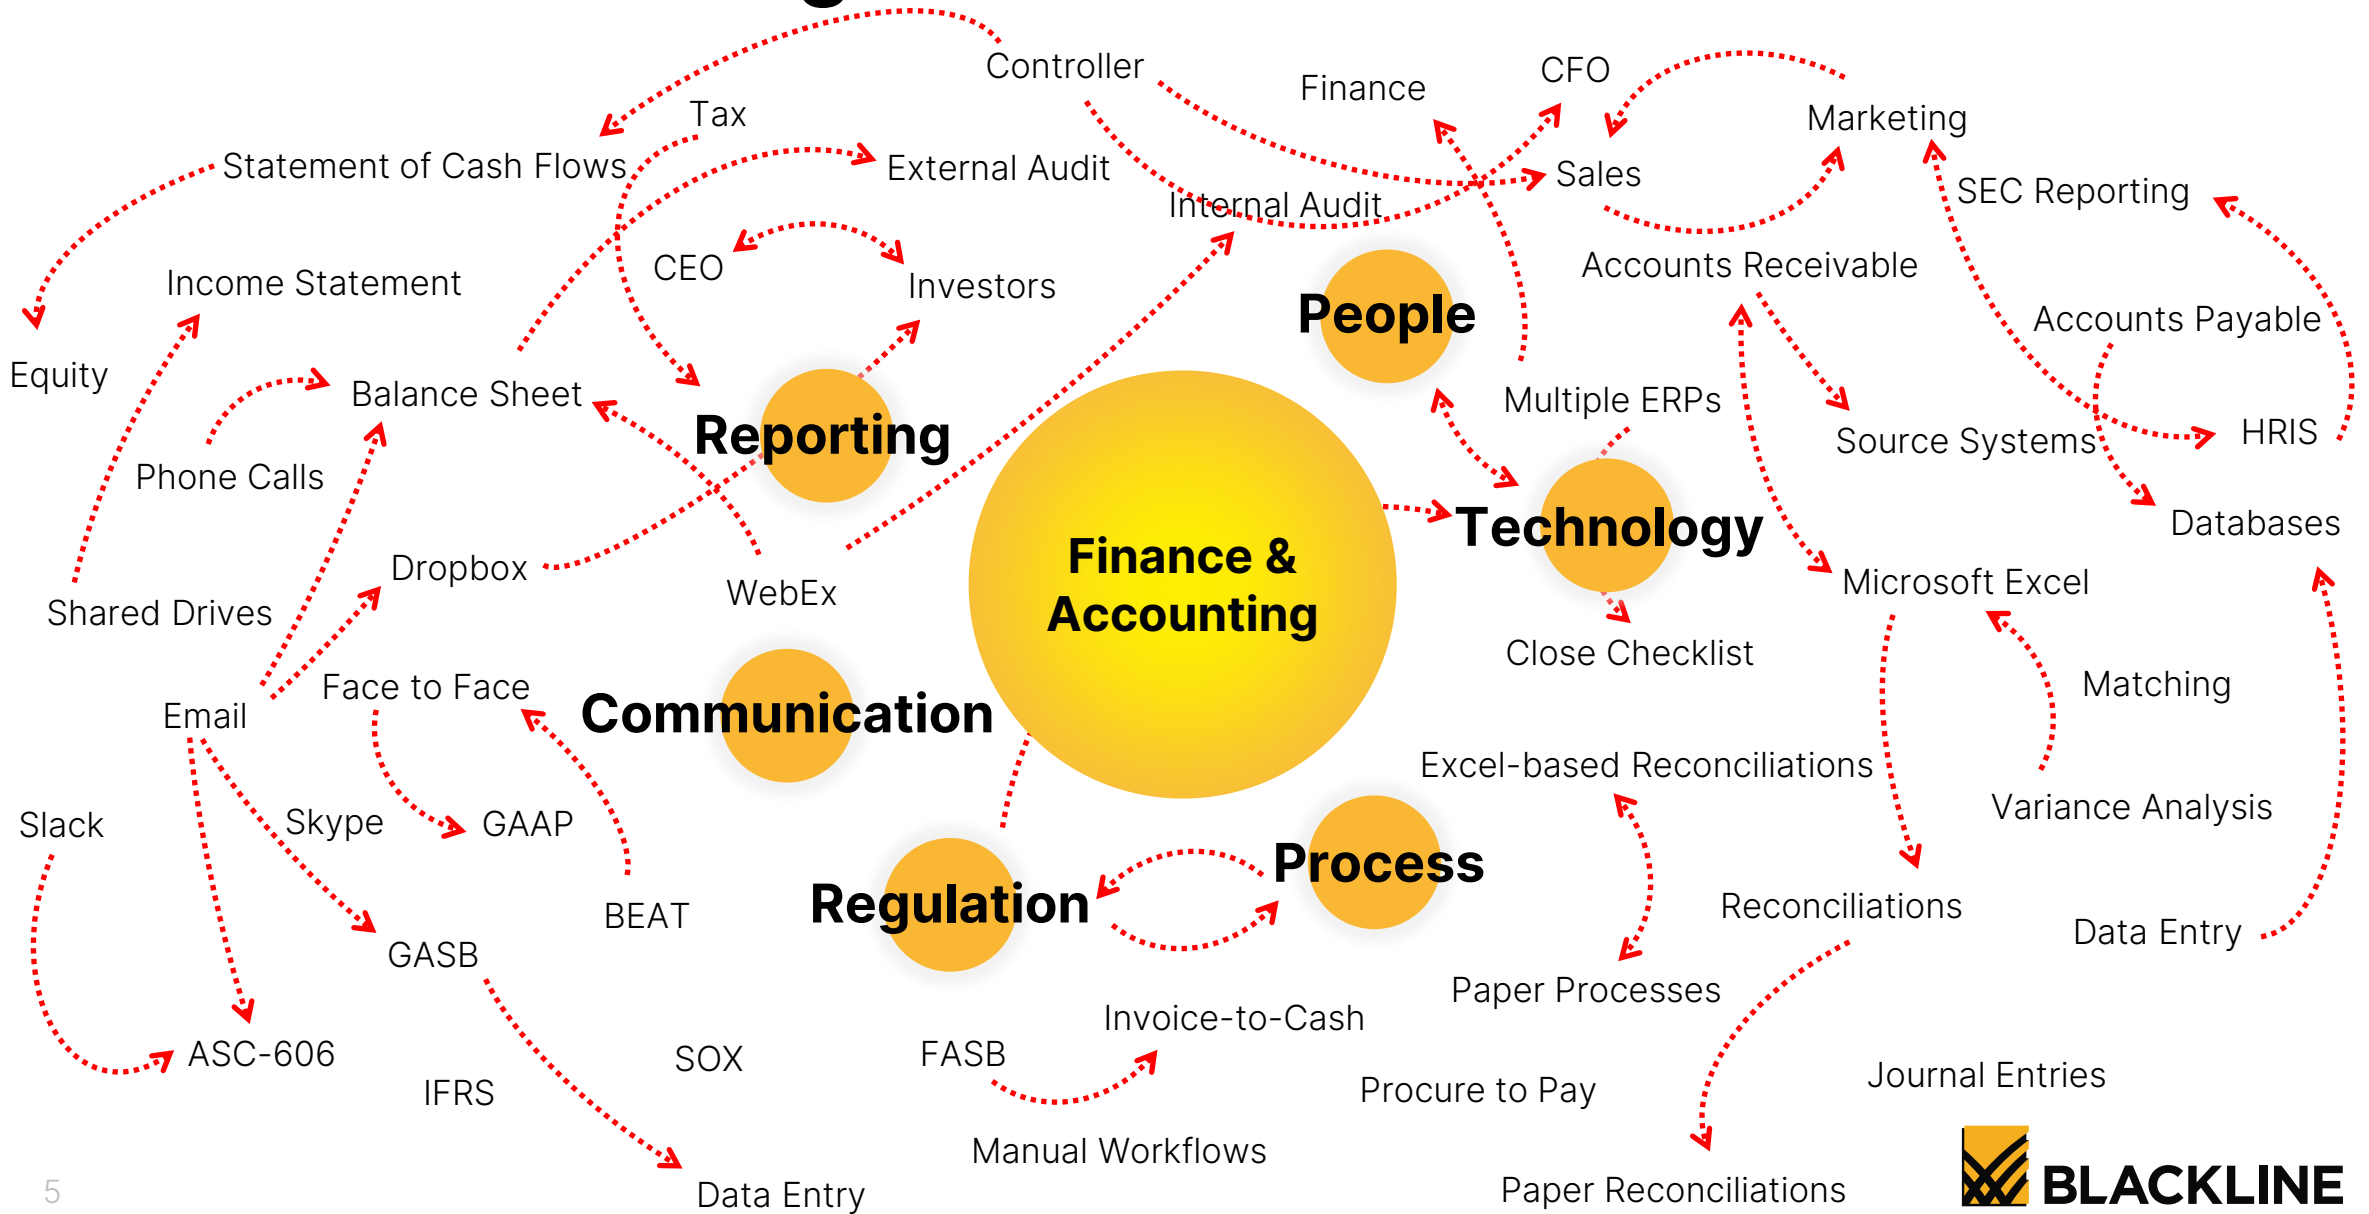 Controller
CFO
Finance
Tax
Marketing
Statement of Cash Flows
External Audit
Sales
SEC Reporting
Internal Audit
CEO
Accounts Receivable
Income Statement
Investors
People
Accounts Payable
Equity
Balance Sheet
Multiple ERPs
Reporting
HRIS
Source Systems
Phone Calls
Technology
Databases
Finance &
Accounting
Dropbox
Microsoft Excel
WebEx
Shared Drives
Close Checklist
Face to Face
Matching
Email
Communication
Excel-based Reconciliations
Variance Analysis
Slack
Skype
GAAP
Process
Regulation
BEAT
Reconciliations
Data Entry
GASB
Paper Processes
Invoice-to-Cash
ASC-606
SOX
FASB
IFRS
Procure to Pay
Journal Entries
Manual Workflows
Data Entry
Paper Reconciliations
5
BLACKLINE